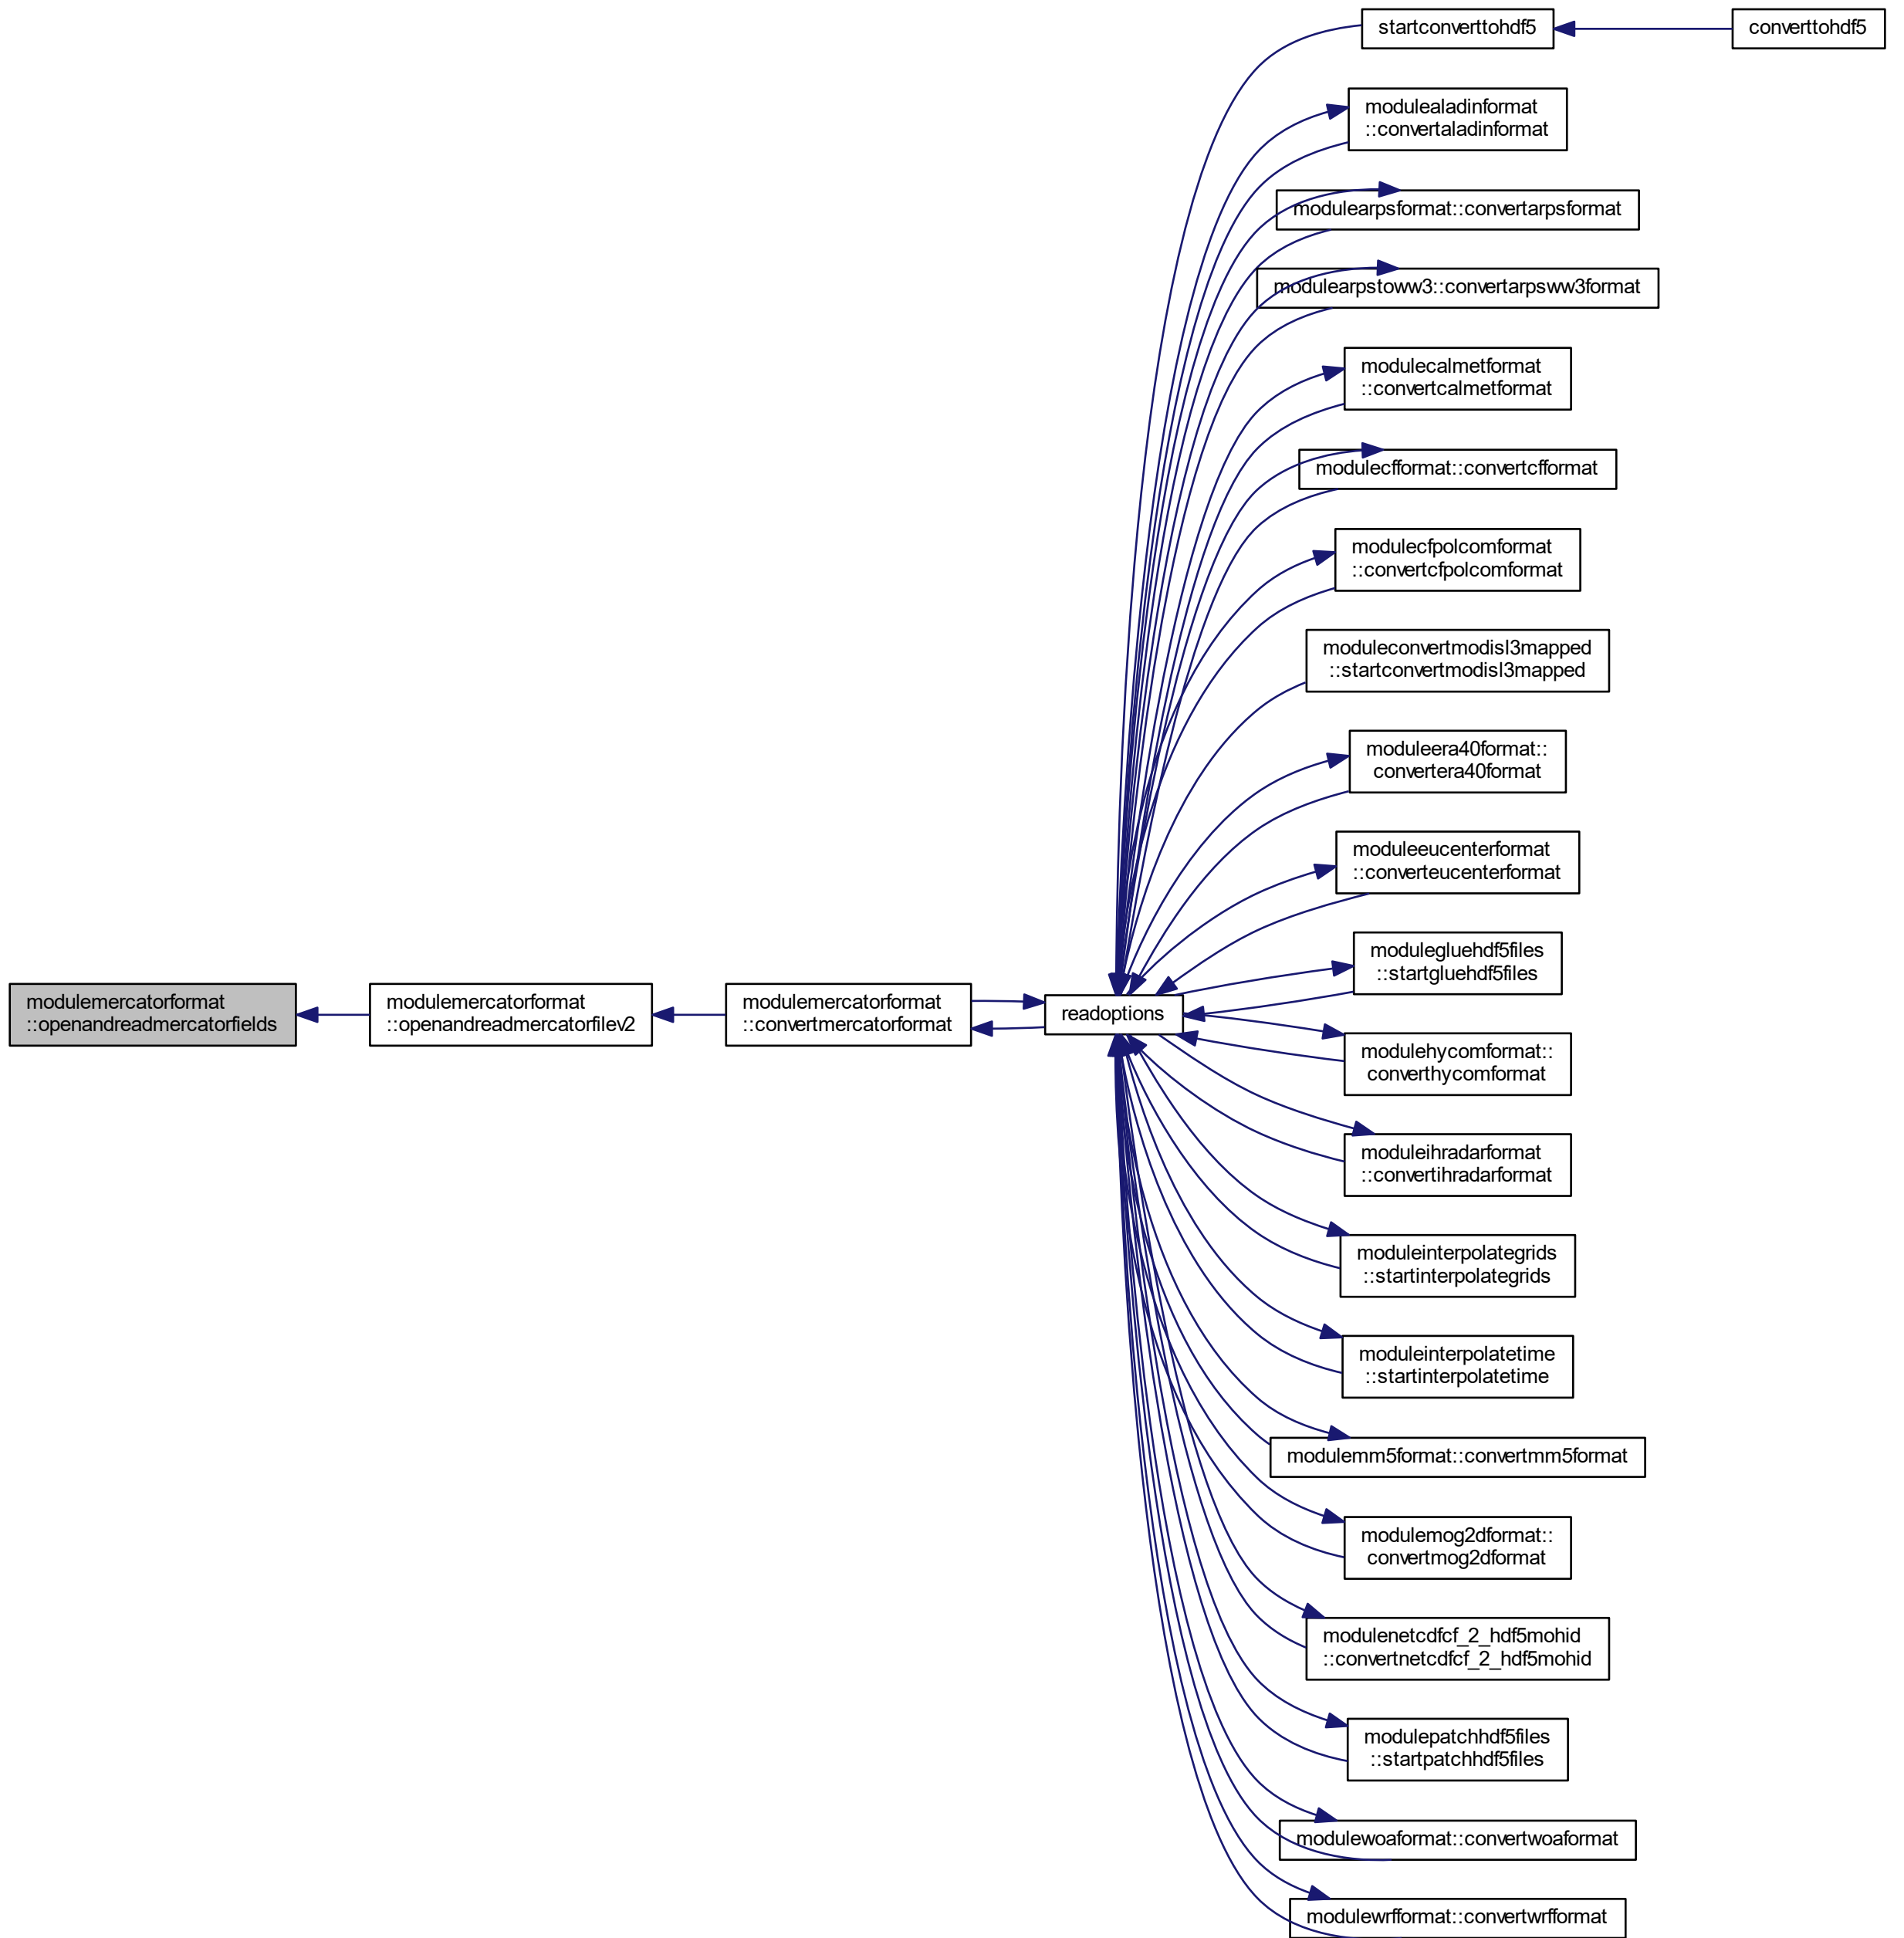 startconverttohdf5
converttohdf5
modulealadinformat
::convertaladinformat
modulearpsformat::convertarpsformat
modulearpstoww3::convertarpsww3format
modulecalmetformat
::convertcalmetformat
modulecfformat::convertcfformat
modulecfpolcomformat
::convertcfpolcomformat
moduleconvertmodisl3mapped
::startconvertmodisl3mapped
moduleera40format::
convertera40format
moduleeucenterformat
::converteucenterformat
modulegluehdf5files
::startgluehdf5files
modulemercatorformat
::openandreadmercatorfields
modulemercatorformat
::openandreadmercatorfilev2
modulemercatorformat
::convertmercatorformat
readoptions
modulehycomformat::
converthycomformat
moduleihradarformat
::convertihradarformat
moduleinterpolategrids
::startinterpolategrids
moduleinterpolatetime
::startinterpolatetime
modulemm5format::convertmm5format
modulemog2dformat::
convertmog2dformat
modulenetcdfcf_2_hdf5mohid
::convertnetcdfcf_2_hdf5mohid
modulepatchhdf5files
::startpatchhdf5files
modulewoaformat::convertwoaformat
modulewrfformat::convertwrfformat